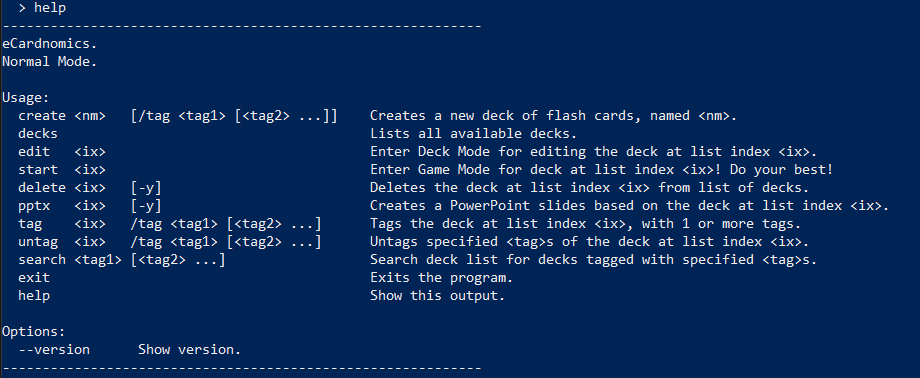 > help
------------------------------------------------------------
eCardnomics.
Normal Mode.

Usage:
  create <nm>   [/tag <tag1> [<tag2> ...]]    Creates a new deck of flash cards, named <nm>.
  decks                                       Lists all available decks.
  edit   <ix>                                 Enter Deck Mode for editing the deck at list index <ix>.
  start  <ix>                                 Enter Game Mode for deck at list index <ix>! Do your best!
  delete <ix>   [-y]                          Deletes the deck at list index <ix> from list of decks.
  pptx   <ix>   [-y]                          Creates a PowerPoint slides based on the deck at list index <ix>.
  tag    <ix>   /tag <tag1> [<tag2> ...]      Tags the deck at list index <ix>, with 1 or more tags.
  untag  <ix>   /tag <tag1> [<tag2> ...]      Untags specified <tag>s of the deck at list index <ix>.
  search <tag1> [<tag2> ...]                  Search deck list for decks tagged with specified <tag>s.
  exit                                        Exits the program.
  help                                        Show this output.

Options:
  --version      Show version.
------------------------------------------------------------